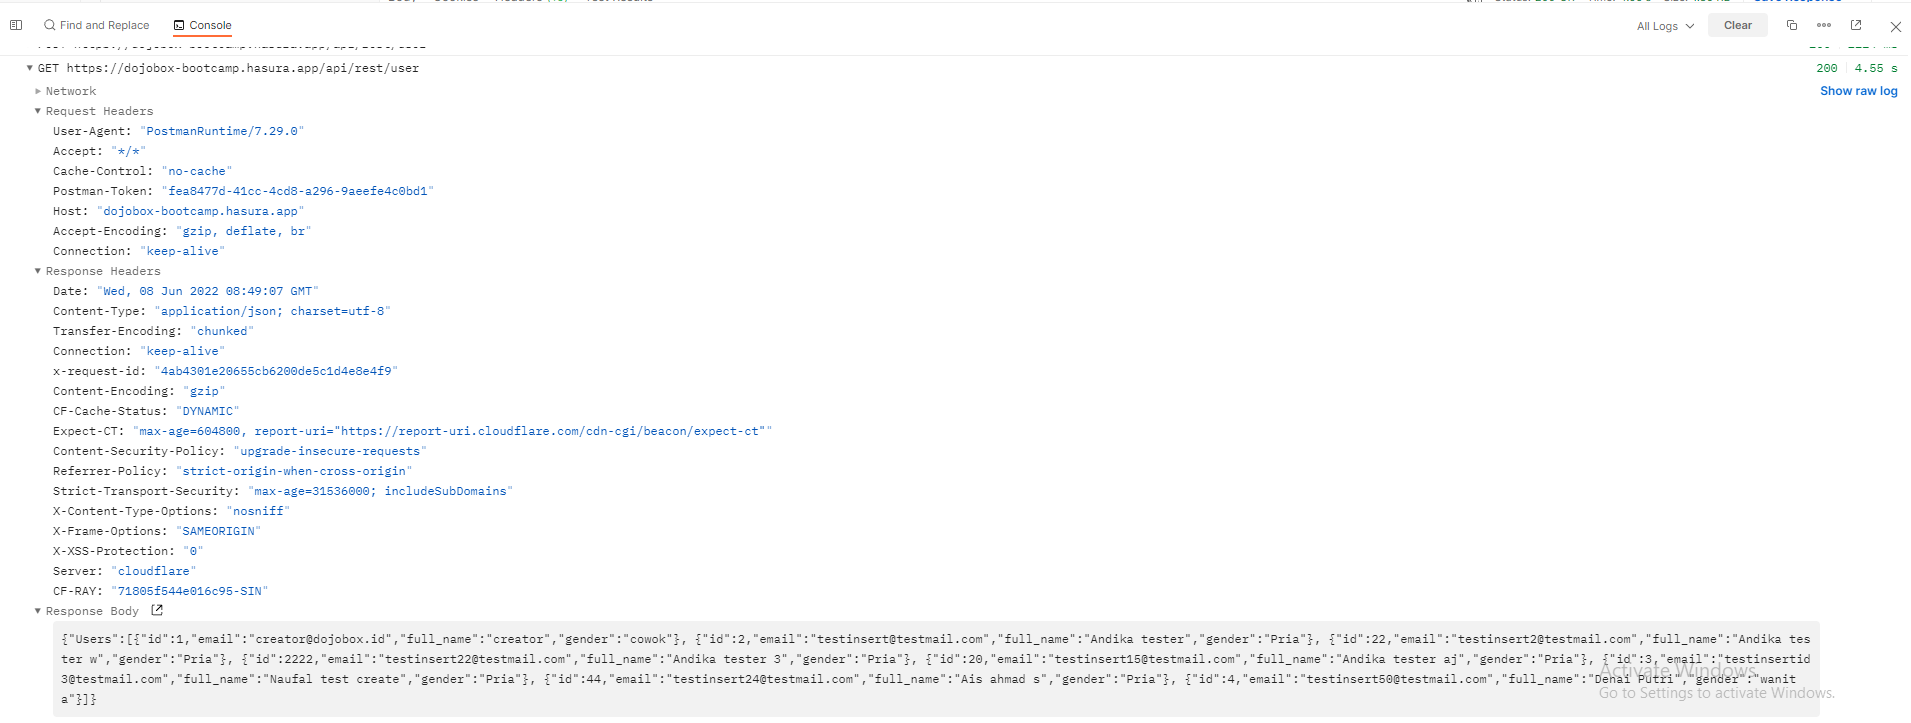 Find and Replace
Console
All Logs
Clear
GET https://dojobox-bootcamp.hasura.app/api/rest/user
200
4.55 s
Network
Show raw log
Request Headers
User-Agent: "PostmanRuntime/7.29.0"
Accept: "*/*"
Cache-Control: "no-cache"
Postman-Token: "fea8477d-41cc-4cd8-a296-9aeefe4c0bd1"
Host: "dojobox-bootcamp.hasura.app"
Accept-Encoding: "gzip, deflate, br"
Connection: "keep-alive"
Response Headers
Date: "Wed, 08 Jun 2022 08:49:07 GMT"
Content-Type: "application/json; charset=utf-8"
Transfer-Encoding: "chunked"
Connection: "keep-alive"
x-request-id: "4ab4301e20655cb6200de5c1d4e8e4f9"
Content-Encoding: "gzip"
CF-Cache-Status: "DYNAMIC"
Expect-CT: "max-age=604800, report-uri="https://report-uri.cloudflare.com/cdn-cgi/beacon/expect-ct""
Content-Security-Policy: "upgrade-insecure-requests"
Referrer-Policy: "strict-origin-when-cross-origin"
Strict-Transport-Security: "max-age=31536000; includeSubDomains"
X-Content-Type-Options: "nosniff"
X-Frame-Options: "SAMEORIGIN"
X-XSS-Protection: "0"
Server: "cloudflare"
CF-RAY: "71805f544e016c95-SIN"
Response Body
{"Users":[{"id":1,"email":"creator@dojobox.id","full_name":"creator","gender":"cowok"}, {"id":2,"email":"testinsert@testmail.com","full_name":"Andika tester","gender":"Pria"}, {"id":22,"email":"testinsert2@testmail.com","full_name":"Andika tes
ter w","gender":"Pria"}, {"id":2222,"email":"testinsert22@testmail.com","full_name":"Andika tester 3","gender":"Pria"}, {"id":20,"email":"testinsert15@testmail.com","full_name":"Andika tester aj","gender":"Pria"}, {"id":3,"email":"testinsertid
3@testmail.com","full_name":"Naufal test create","gender":"Pria"}, {"id":44,"email":"testinsert24@testmail.com","full_name":"Ais ahmad s","gender":"Pria"}, {"id":4,"email":"testinsert50@testmail.com","full_name":"Denai Putri","gender":"wanit
a"}]}
Activate Windows
Go to Settings to activate Windows.